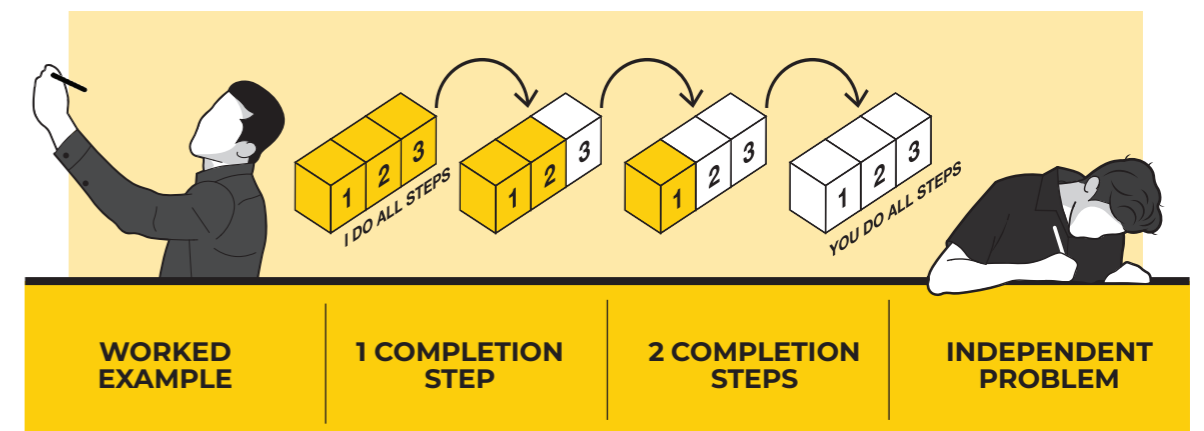 1 2 3
I DO ALL STEPS
1 2 3
1 2 3
1 2 3
YOU DO ALL STEPS
WORKED
EXAMPLE
1 COMPLETION
STEP
2 COMPLETION
STEPS
INDEPENDENT
PROBLEM